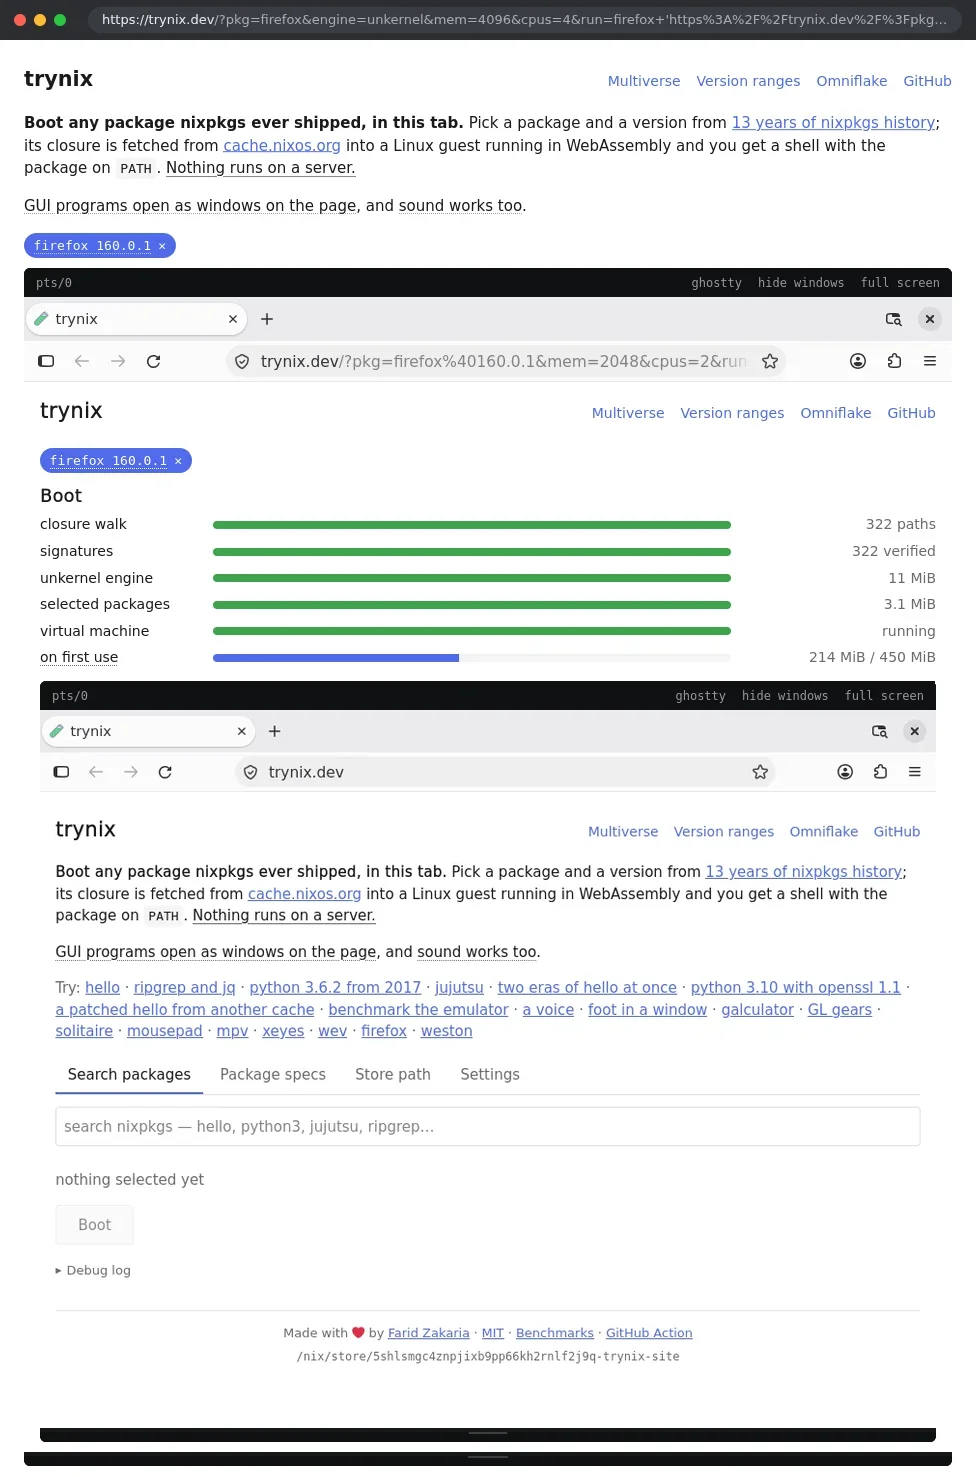 https://trynix.dev/?pkg=firefox&engine=unkernel&mem=4096&cpus=4&run=firefox+'https%3A%2F%2Ftrynix.dev%2F%3Fpkg...
trynix
Multiverse Version ranges Omniflake GitHub
Boot any package nixpkgs ever shipped, in this tab. Pick a package and a version from 13 years of nixpkgs history;
its closure is fetched from cache.nixos.org into a Linux guest running in WebAssembly and you get a shell with the
package on PATH. Nothing runs on a server.
GUI programs open as windows on the page, and sound works too.
firefox 160.0.1 ×
pts/0 ghostty hide windows full screen
trynix
trynix.dev/?pkg=firefox%40160.0.1&mem=2048&cpus=2&run
trynix
Multiverse Version ranges Omniflake GitHub
firefox 160.0.1 ×
Boot
closure walk 322 paths
signatures 322 verified
unkernel engine 11 MiB
selected packages 3.1 MiB
virtual machine running
on first use 214 MiB / 450 MiB
pts/0 ghostty hide windows full screen
trynix
trynix.dev
trynix
Multiverse Version ranges Omniflake GitHub
Boot any package nixpkgs ever shipped, in this tab. Pick a package and a version from 13 years of nixpkgs history;
its closure is fetched from cache.nixos.org into a Linux guest running in WebAssembly and you get a shell with the
package on PATH. Nothing runs on a server.
GUI programs open as windows on the page, and sound works too.
Try: hello · ripgrep and jq · python 3.6.2 from 2017 · jujutsu · two eras of hello at once · python 3.10 with openssl 1.1 ·
a patched hello from another cache · benchmark the emulator · a voice · foot in a window · galculator · GL gears ·
solitaire · mousepad · mpv · xeyes · wev · firefox · weston
Search packages Package specs Store path Settings
search nixpkgs — hello, python3, jujutsu, ripgrep…
nothing selected yet
Boot
▸ Debug log
Made with ❤ by Farid Zakaria · MIT · Benchmarks · GitHub Action
/nix/store/5shlsmgc4znpjixb9pp66kh2rnlf2j9q-trynix-site